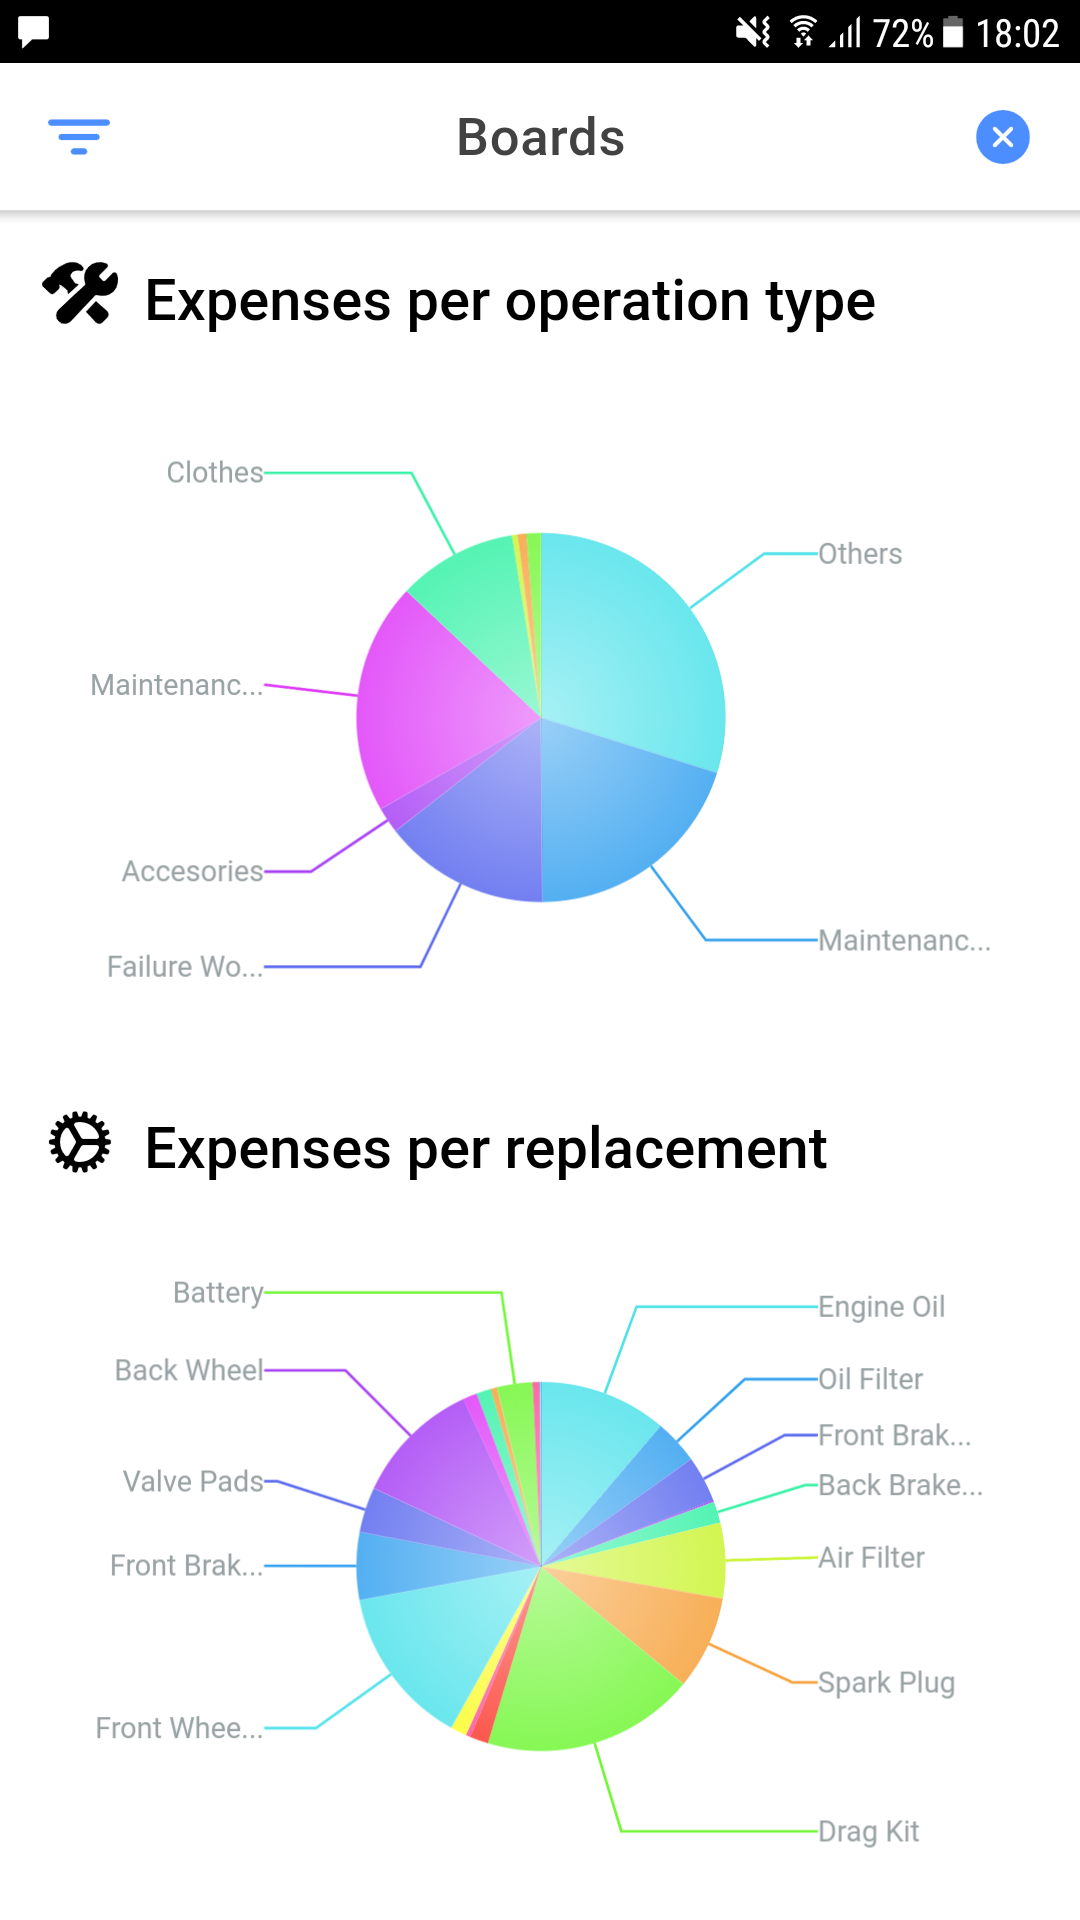 72% 18:02
Boards
Expenses per operation type
Clothes
Others
Maintenanc...
Accesories
Maintenanc...
Failure Wo...
Expenses per replacement
Battery
Engine Oil
Back Wheel
Oil Filter
Front Brak...
Valve Pads
Back Brake...
Front Brak...
Air Filter
Spark Plug
Front Whee...
Drag Kit